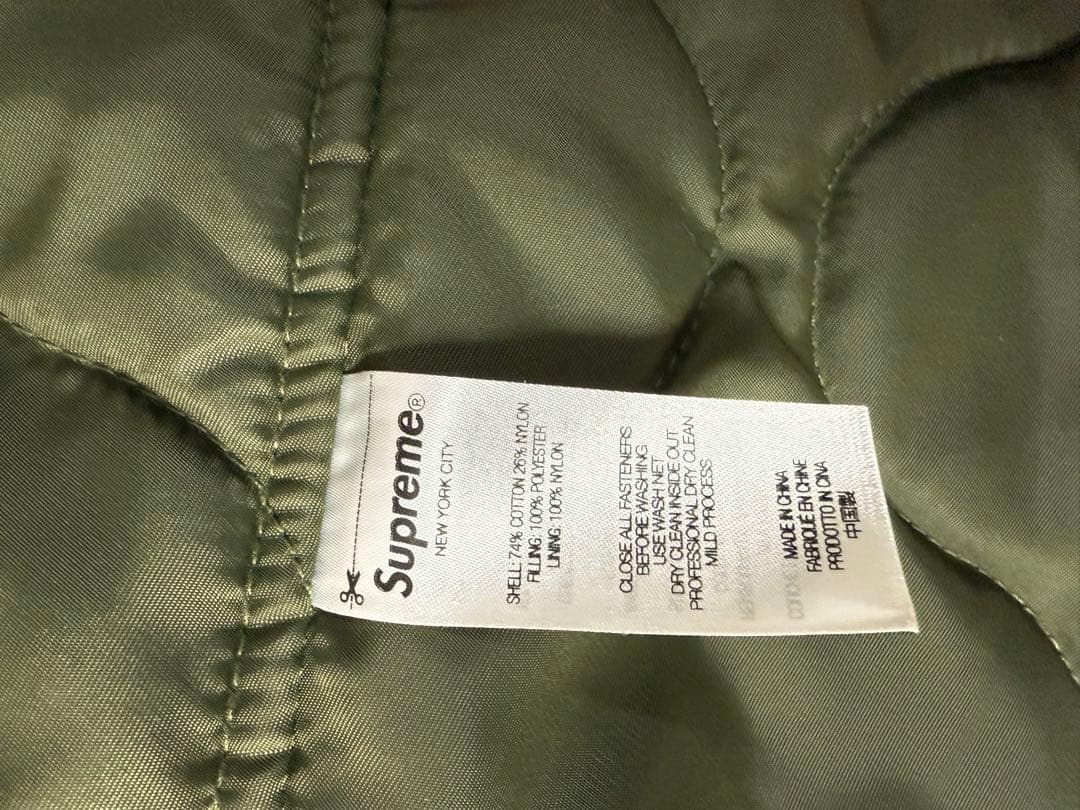 Supreme®
NEW YORK CITY
SHELL: 74% COTTON 26% NYLON
FILLING: 100% POLYESTER
LINING: 100% NYLON
CLOSE ALL FASTENERS
BEFORE WASHING
USE WASH NET
DRY CLEAN INSIDE OUT
PROFESSIONAL DRY CLEAN
MILD PROCESS
MADE IN CHINA
FABRIQUE EN CHINE
PRODOTTO IN CINA
中国製